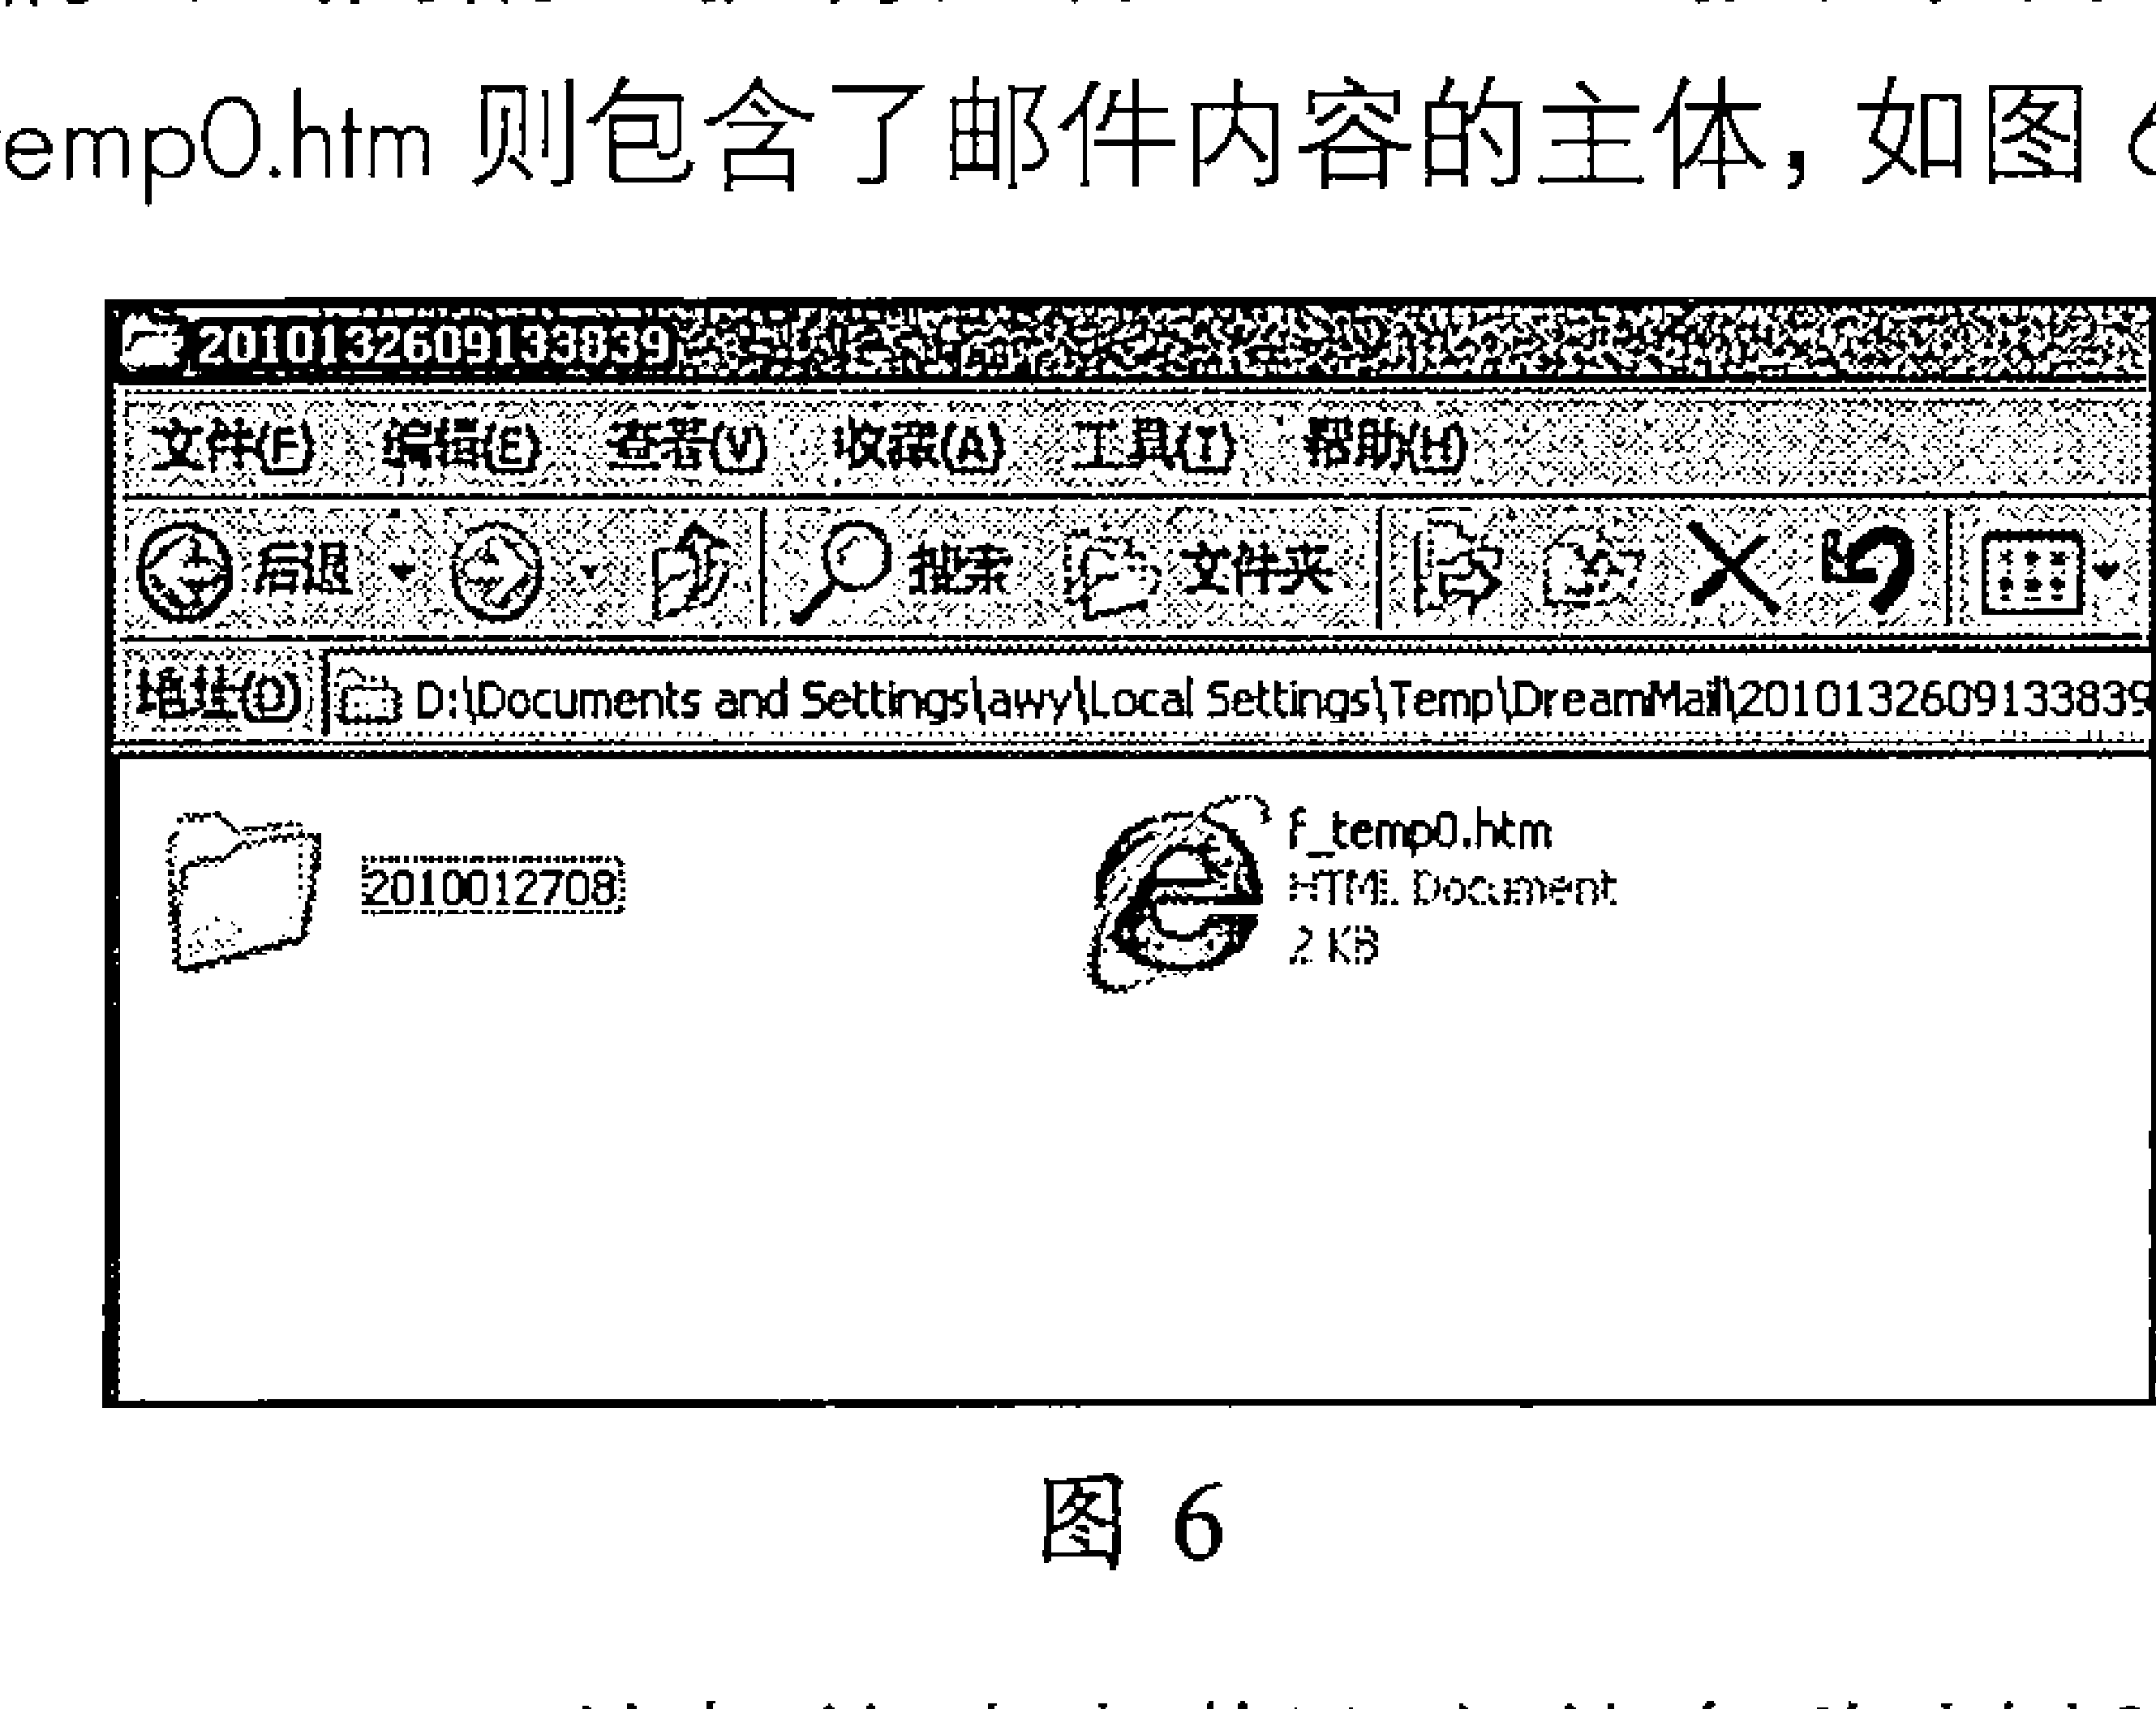 emp0.htm 则包含了邮件内容的主体，如图 6
2010132609133839
文件(F) 编辑(E) 查看(V) 收藏(A) 工具(T) 帮助(H)
后退 搜索 文件夹
地址(D) D:\Documents and Settings\awy\Local Settings\Temp\DreamMail\2010132609133839
2010012708
f_temp0.htm
HTML Document
2 KB
图 6